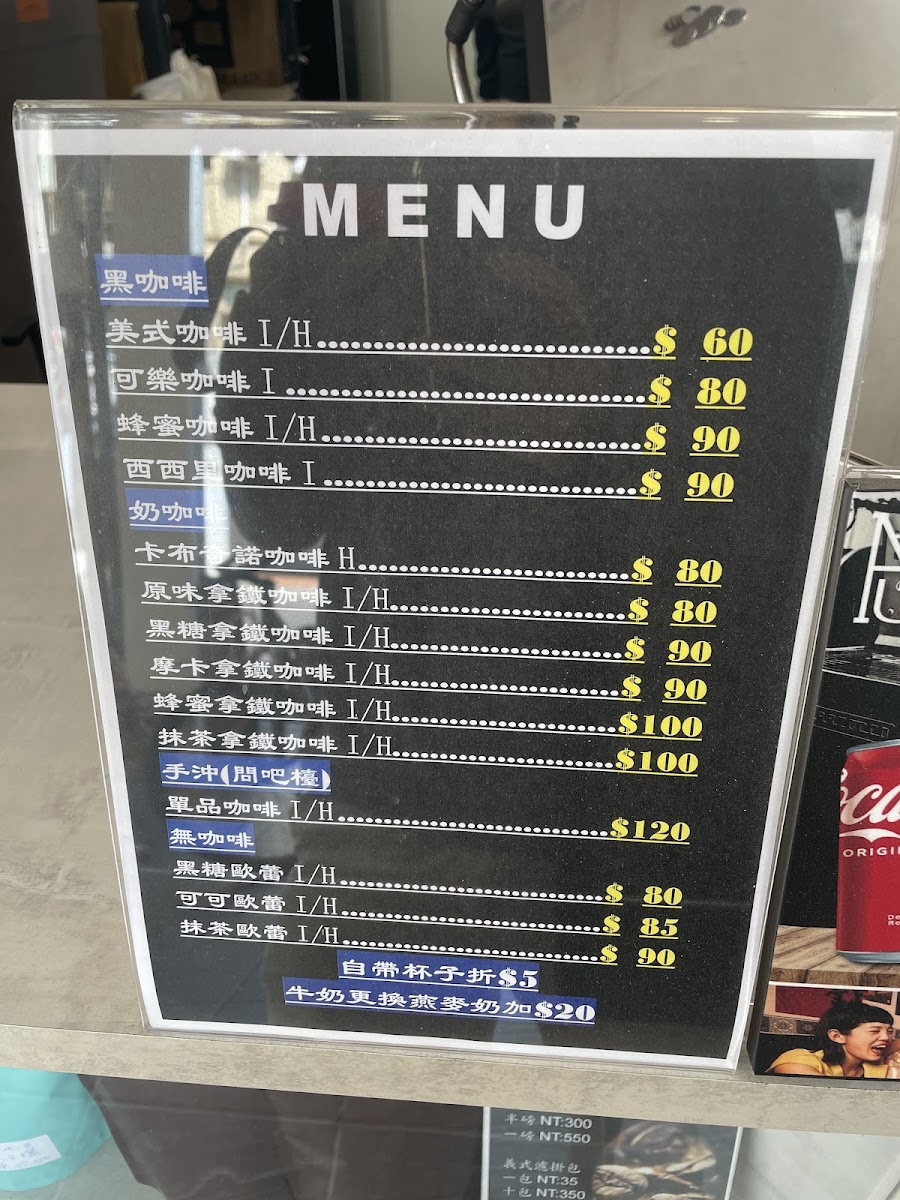 MENU
黑咖啡
美式咖啡 I/H........................................$ 60
可樂咖啡 I ........................................$ 80
蜂蜜咖啡 I/H........................................$ 90
西西里咖啡 I........................................$ 90
奶咖啡
卡布奇諾咖啡 H........................................$ 80
原味拿鐵咖啡 I/H........................................$ 80
黑糖拿鐵咖啡 I/H........................................$ 90
摩卡拿鐵咖啡 I/H........................................$ 90
蜂蜜拿鐵咖啡 I/H........................................$100
抹茶拿鐵咖啡 I/H........................................$100
手沖(問吧檯)
單品咖啡 I/H........................................$120
無咖啡
黑糖歐蕾 I/H........................................$ 80
可可歐蕾 I/H........................................$ 85
抹茶歐蕾 I/H........................................$ 90
自帶杯子折$5
牛奶更換燕麥奶加$20
ORIGI
半磅 NT:300
一磅 NT:550
義式濾掛包
一包 NT:35
十包 NT:350